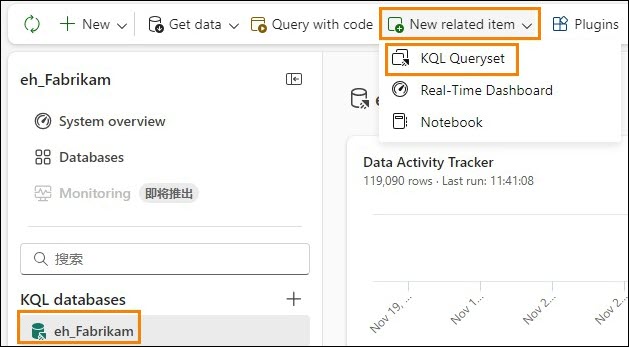 New Get data Query with code New related item Plugins
KQL Queryset
Real-Time Dashboard
Notebook
eh_Fabrikam
System overview
Databases
Monitoring 即将推出
搜索
KQL databases
eh_Fabrikam
e
Data Activity Tracker
119,090 rows · Last run: 11:41:08
Nov 19, ... Nov 1... Nov 2... Nov 2...